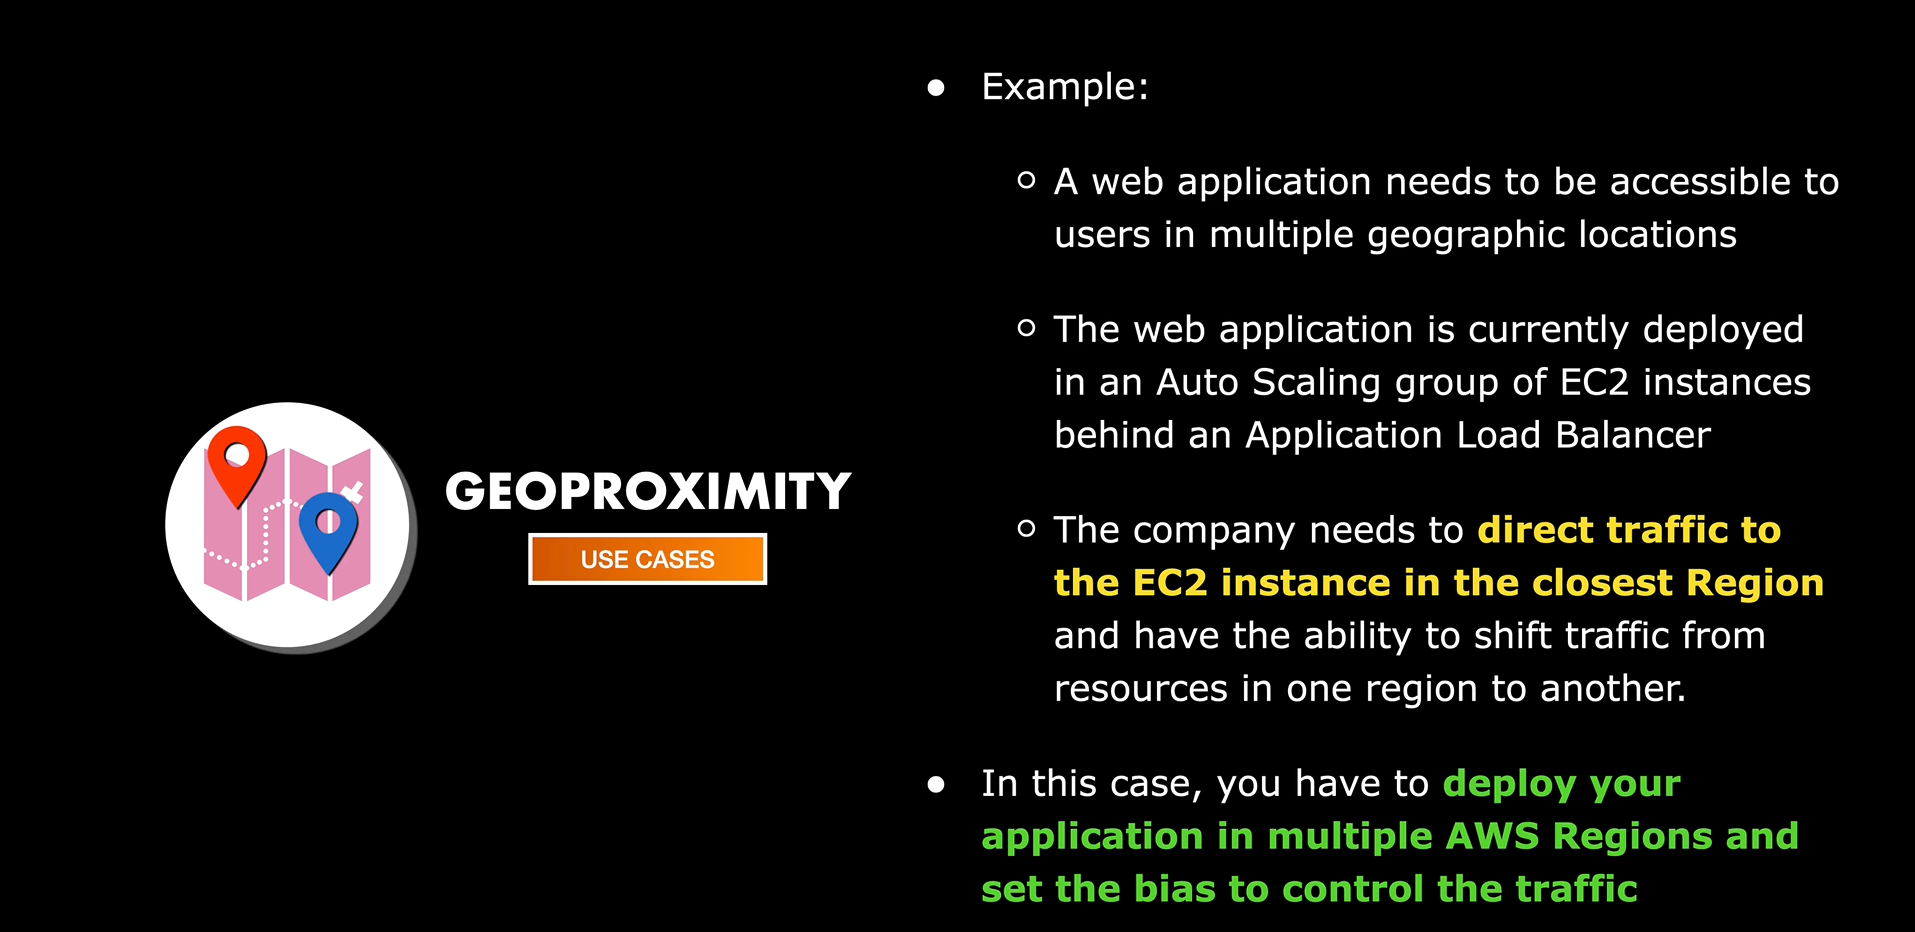 GEOPROXIMITY
USE CASES
● Example:
○ A web application needs to be accessible to
users in multiple geographic locations
○ The web application is currently deployed
in an Auto Scaling group of EC2 instances
behind an Application Load Balancer
○ The company needs to direct traffic to
the EC2 instance in the closest Region
and have the ability to shift traffic from
resources in one region to another.
● In this case, you have to deploy your
application in multiple AWS Regions and
set the bias to control the traffic